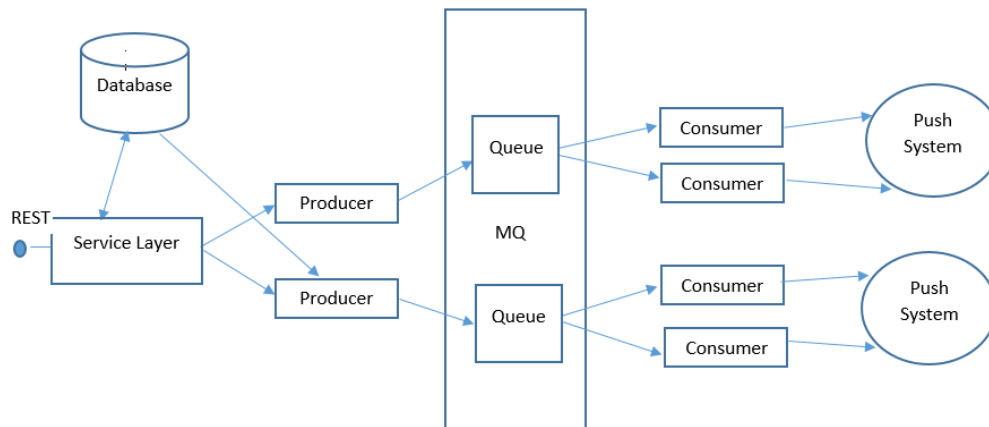 Database
REST
Service Layer
Producer
Producer
Queue
MQ
Queue
Consumer
Consumer
Consumer
Consumer
Push
System
Push
System